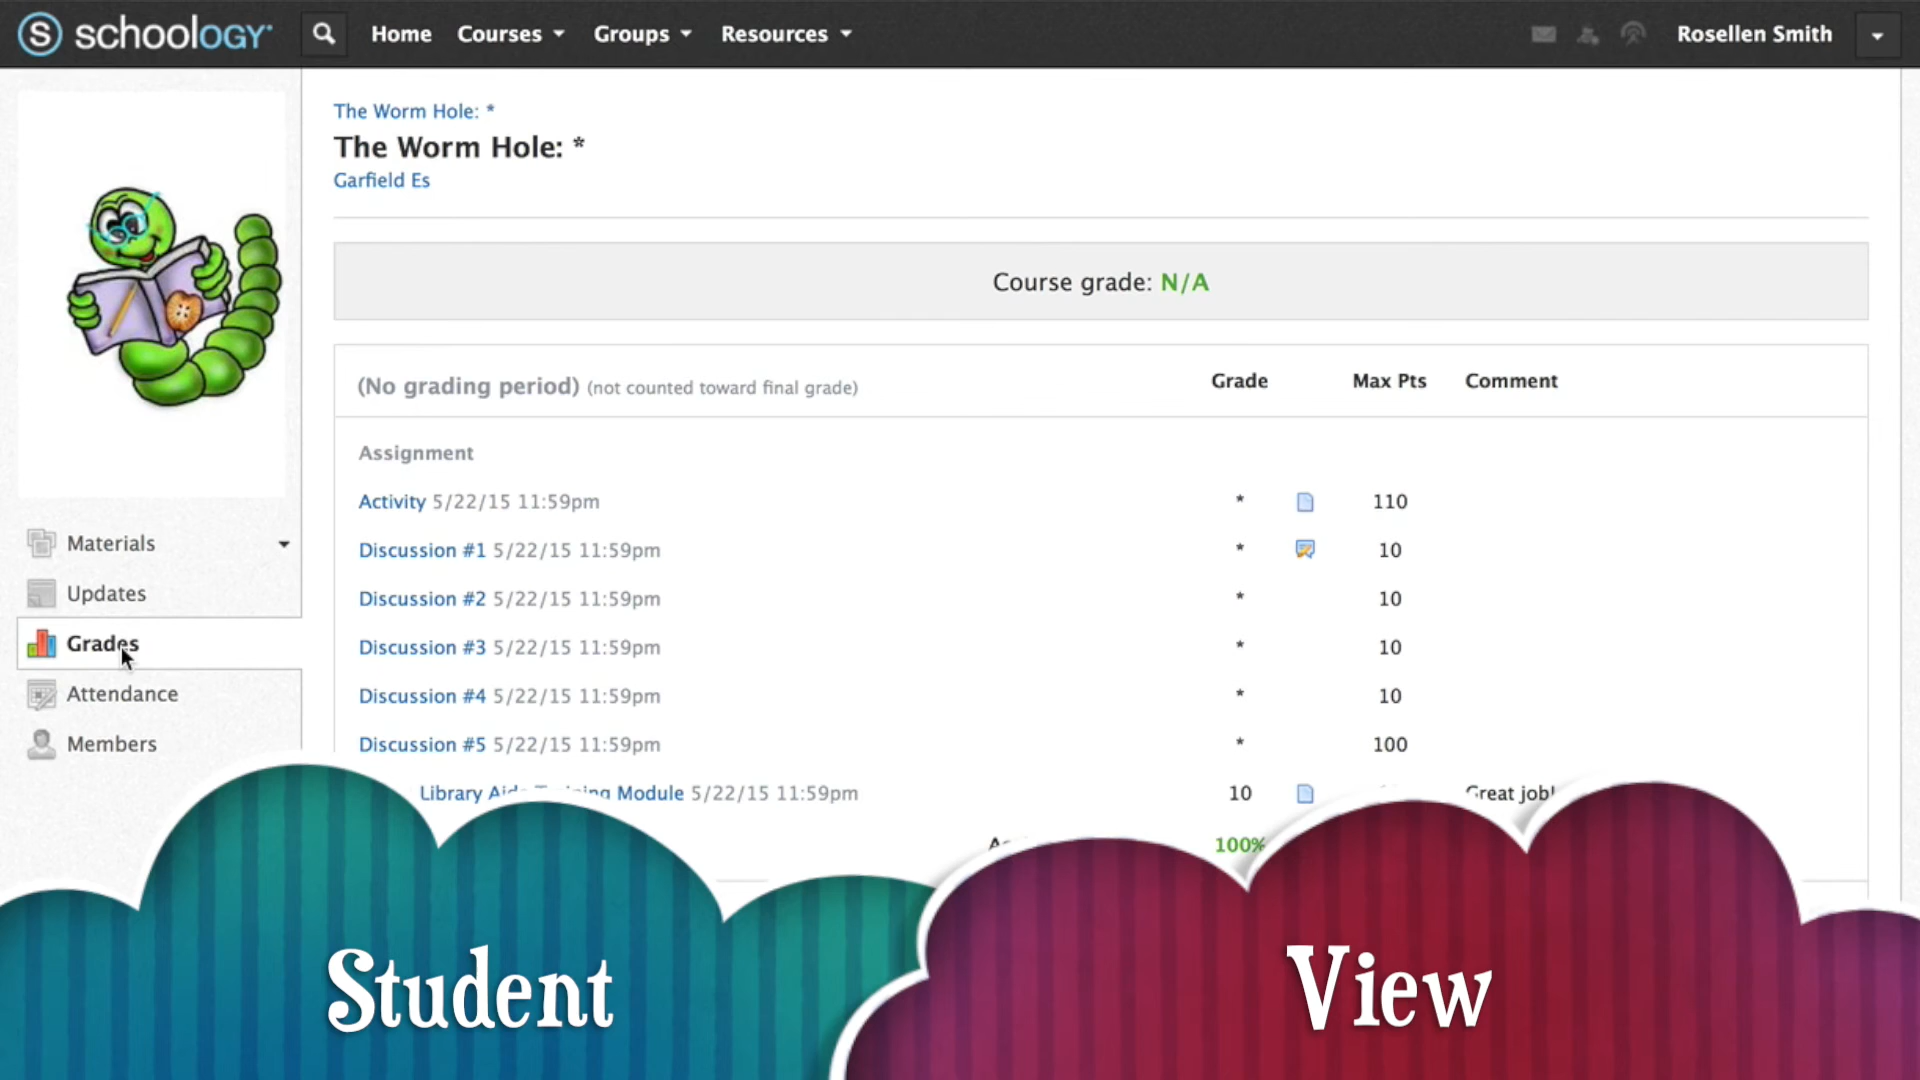 schoology Home Courses Groups Resources Rosellen Smith
The Worm Hole: *
The Worm Hole: *
Garfield Es
Course grade: N/A
(No grading period) (not counted toward final grade) Grade Max Pts Comment
Assignment
Activity 5/22/15 11:59pm * 110
Discussion #1 5/22/15 11:59pm * 10
Discussion #2 5/22/15 11:59pm * 10
Discussion #3 5/22/15 11:59pm * 10
Discussion #4 5/22/15 11:59pm * 10
Discussion #5 5/22/15 11:59pm * 100
Library Module 5/22/15 11:59pm 10 Great job!
100%
Materials
Updates
Grades
Attendance
Members
Student View